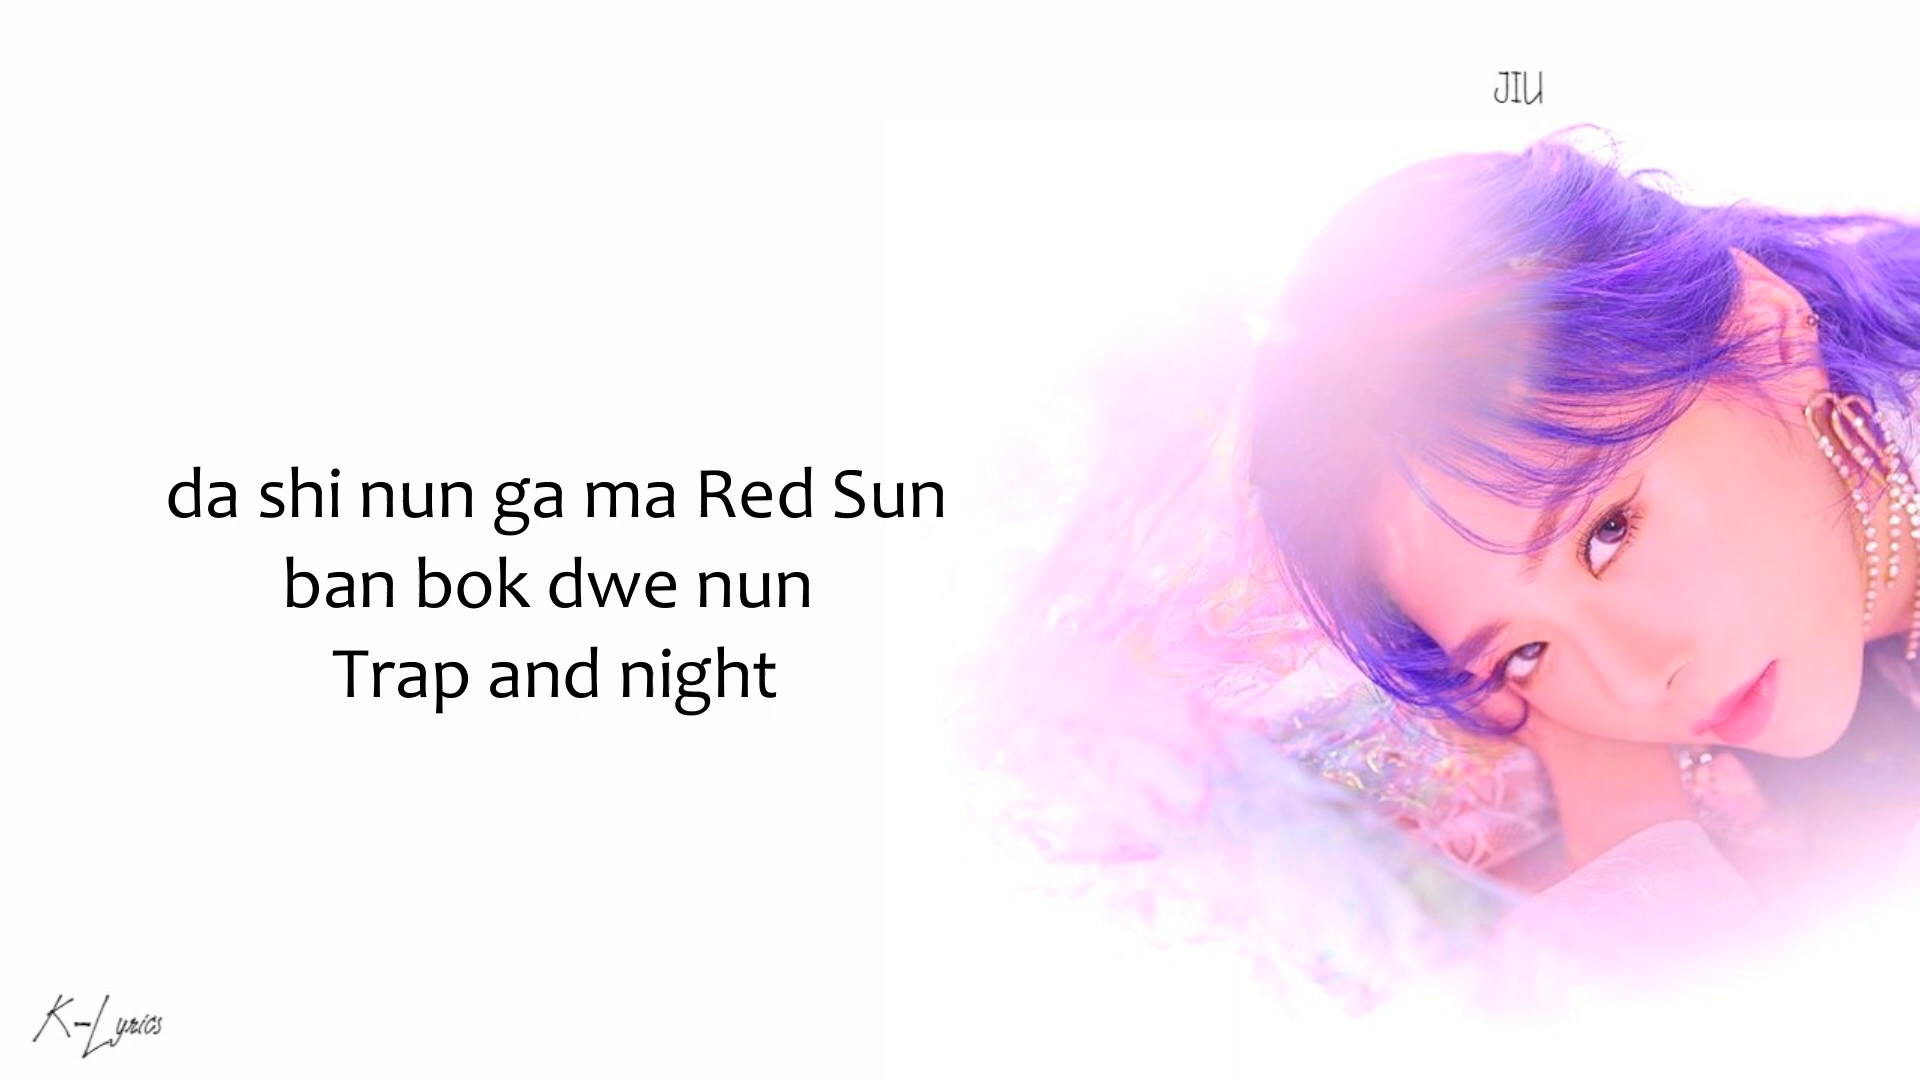 JIU
da shi nun ga ma Red Sun
ban bok dwe nun
Trap and night
K-Lyrics